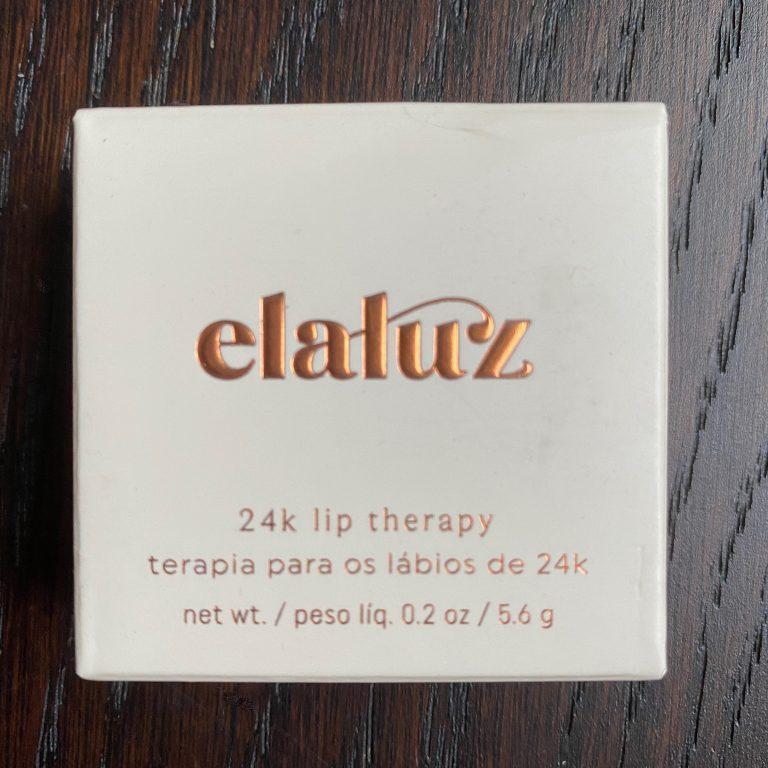 elaluz
24k lip therapy
terapia para os lábios de 24k
net wt. / peso líq. 0.2 oz / 5.6 g